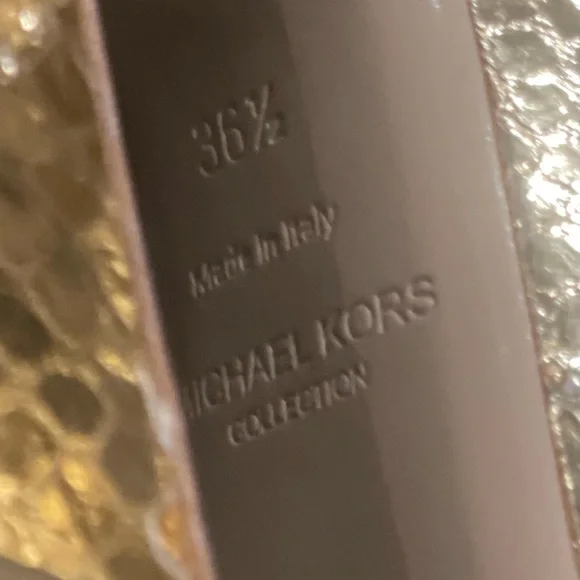 36½
Made In Italy
MICHAEL KORS
COLLECTION